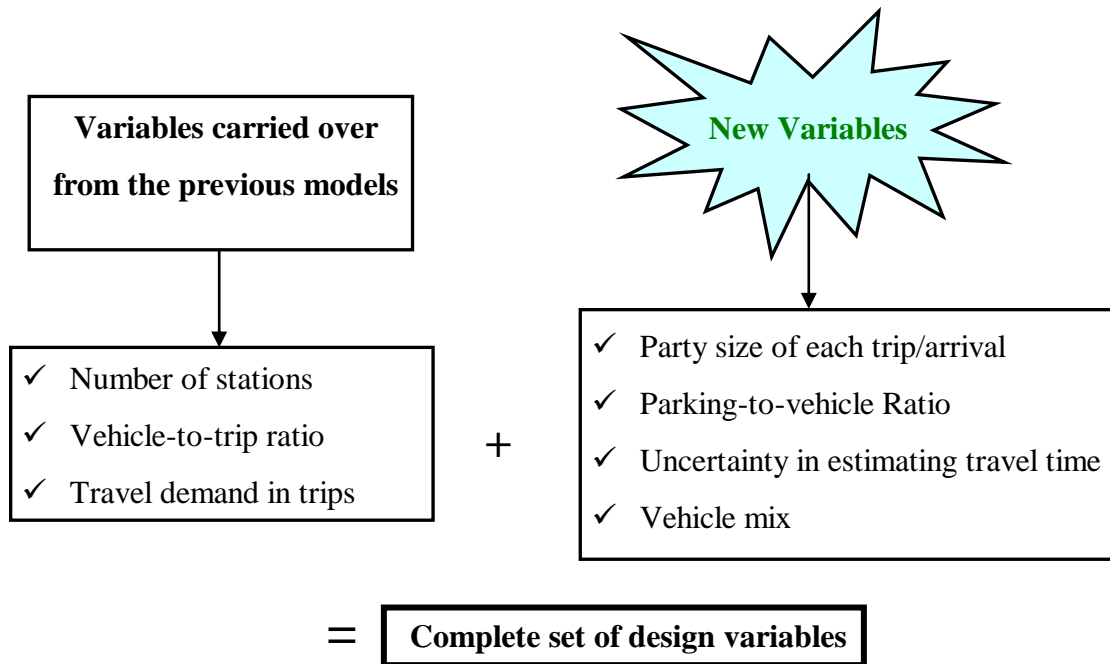 Variables carried over
from the previous models
New Variables
✓ Number of stations
✓ Vehicle-to-trip ratio
✓ Travel demand in trips
+
✓ Party size of each trip/arrival
✓ Parking-to-vehicle Ratio
✓ Uncertainty in estimating travel time
✓ Vehicle mix
= Complete set of design variables